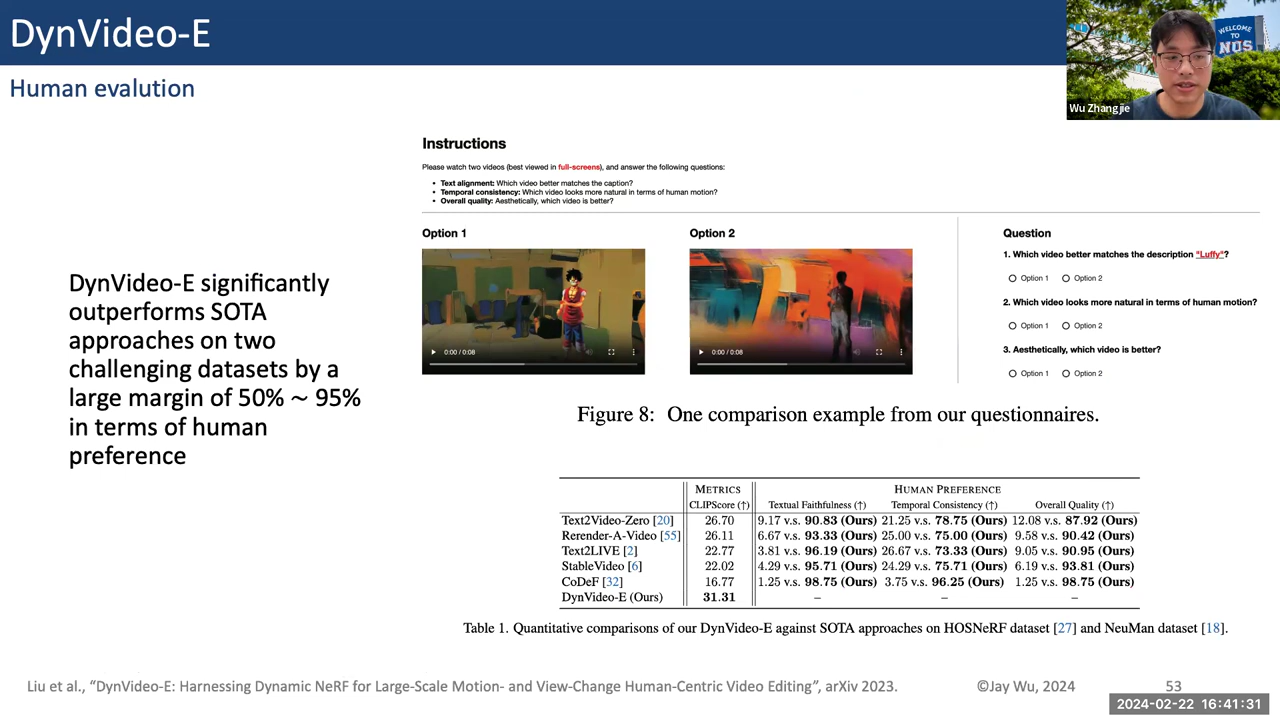 DynVideo-E
WELCOME
TO
NUS
Wu Zhangjie
Human evalution
Instructions
Please watch two videos (best viewed in full-screens), and answer the following questions:
• Text alignment: Which video better matches the caption?
• Temporal consistency: Which video looks more natural in terms of human motion?
• Overall quality: Aesthetically, which video is better?
Option 1
Option 2
0:00 / 0:08
0:00 / 0:08
Question
1. Which video better matches the description "Luffy"?
Option 1 Option 2
2. Which video looks more natural in terms of human motion?
Option 1 Option 2
3. Aesthetically, which video is better?
Option 1 Option 2
DynVideo-E significantly
outperforms SOTA
approaches on two
challenging datasets by a
large margin of 50% ~ 95%
in terms of human
preference
Figure 8: One comparison example from our questionnaires.
METRICS HUMAN PREFERENCE
CLIPScore (↑) Textual Faithfulness (↑) Temporal Consistency (↑) Overall Quality (↑)
Text2Video-Zero [20] 26.70 9.17 v.s. 90.83 (Ours) 21.25 v.s. 78.75 (Ours) 12.08 v.s. 87.92 (Ours)
Rerender-A-Video [55] 26.11 6.67 v.s. 93.33 (Ours) 25.00 v.s. 75.00 (Ours) 9.58 v.s. 90.42 (Ours)
Text2LIVE [2] 22.77 3.81 v.s. 96.19 (Ours) 26.67 v.s. 73.33 (Ours) 9.05 v.s. 90.95 (Ours)
StableVideo [6] 22.02 4.29 v.s. 95.71 (Ours) 24.29 v.s. 75.71 (Ours) 6.19 v.s. 93.81 (Ours)
CoDeF [32] 16.77 1.25 v.s. 98.75 (Ours) 3.75 v.s. 96.25 (Ours) 1.25 v.s. 98.75 (Ours)
DynVideo-E (Ours) 31.31 – – –
Table 1. Quantitative comparisons of our DynVideo-E against SOTA approaches on HOSNeRF dataset [27] and NeuMan dataset [18].
Liu et al., “DynVideo-E: Harnessing Dynamic NeRF for Large-Scale Motion- and View-Change Human-Centric Video Editing”, arXiv 2023.
©Jay Wu, 2024
53
2024-02-22 16:41:31